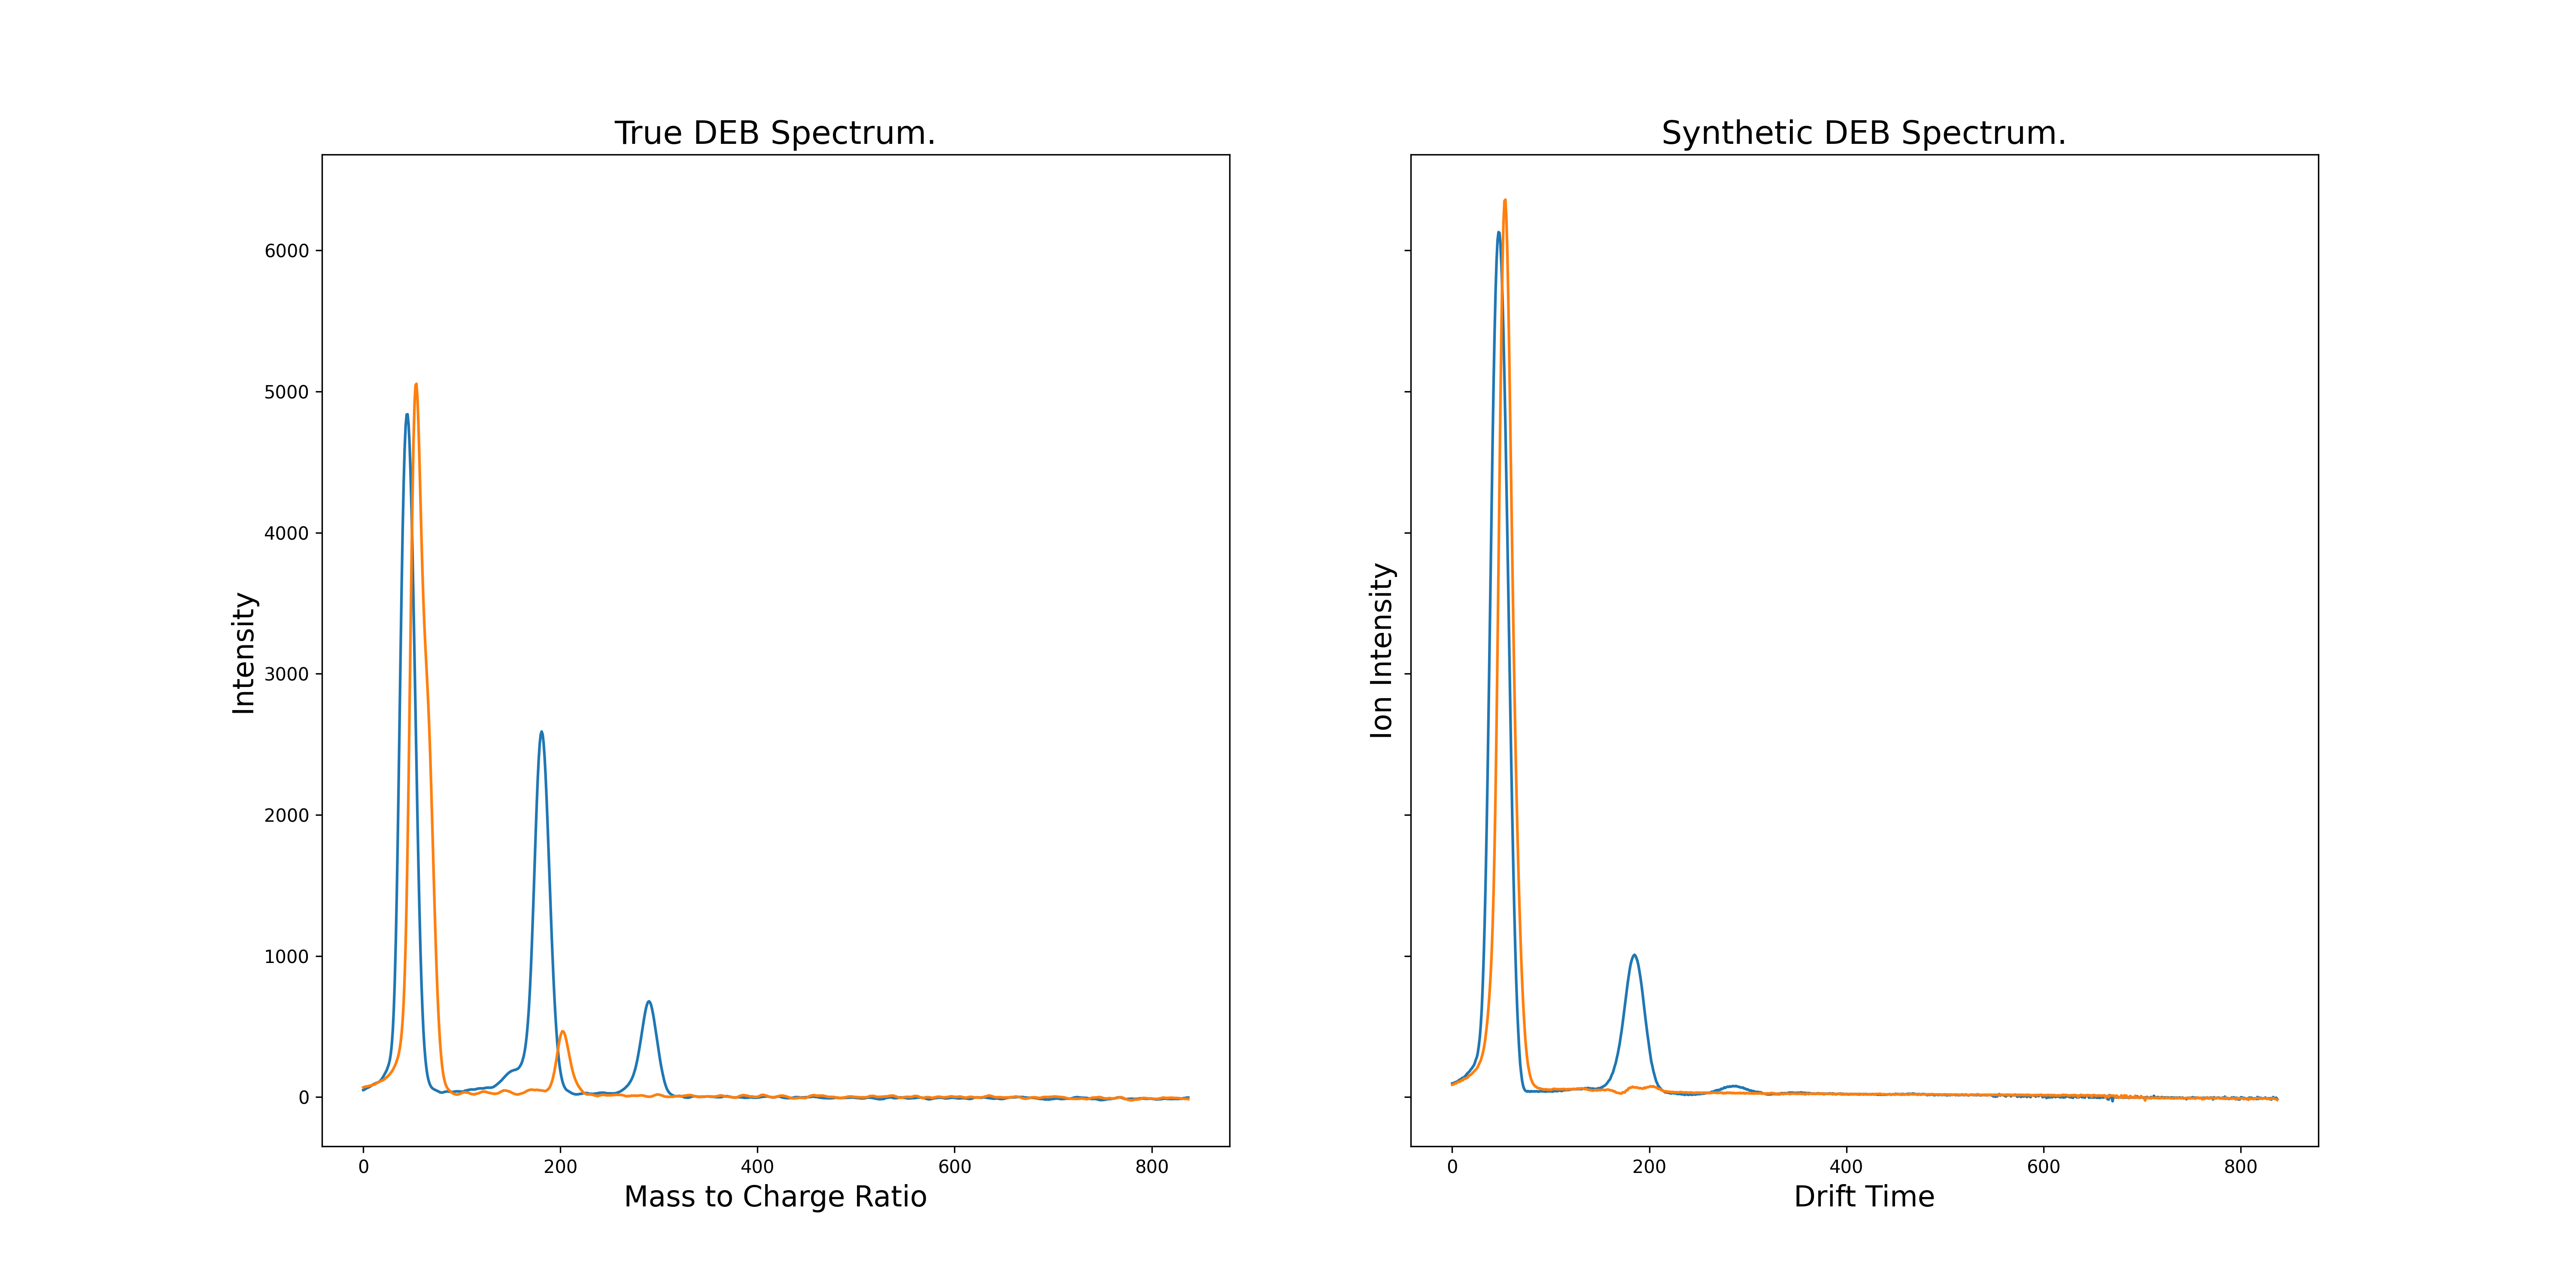 True DEB Spectrum.
Intensity
6000
5000
4000
3000
2000
1000
0
0 200 400 600 800
Mass to Charge Ratio
Synthetic DEB Spectrum.
Ion Intensity
0 200 400 600 800
Drift Time